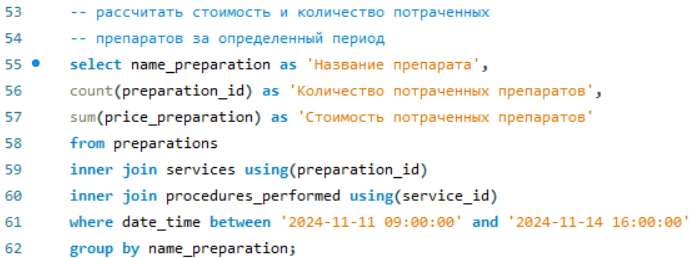 53 -- рассчитать стоимость и количество потраченных
54 -- препаратов за определенный период
55 select name_preparation as 'Название препарата',
56 count(preparation_id) as 'Количество потраченных препаратов',
57 sum(price_preparation) as 'Стоимость потраченных препаратов'
58 from preparations
59 inner join services using(preparation_id)
60 inner join procedures_performed using(service_id)
61 where date_time between '2024-11-11 09:00:00' and '2024-11-14 16:00:00'
62 group by name_preparation;